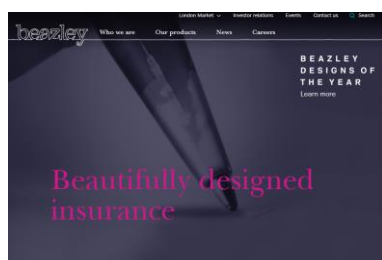 London Market Investor relations Events Contact us Search
beazley Who we are Our products News Careers
BEAZLEY
DESIGNS OF
THE YEAR
Learn more
Beautifully designed
insurance